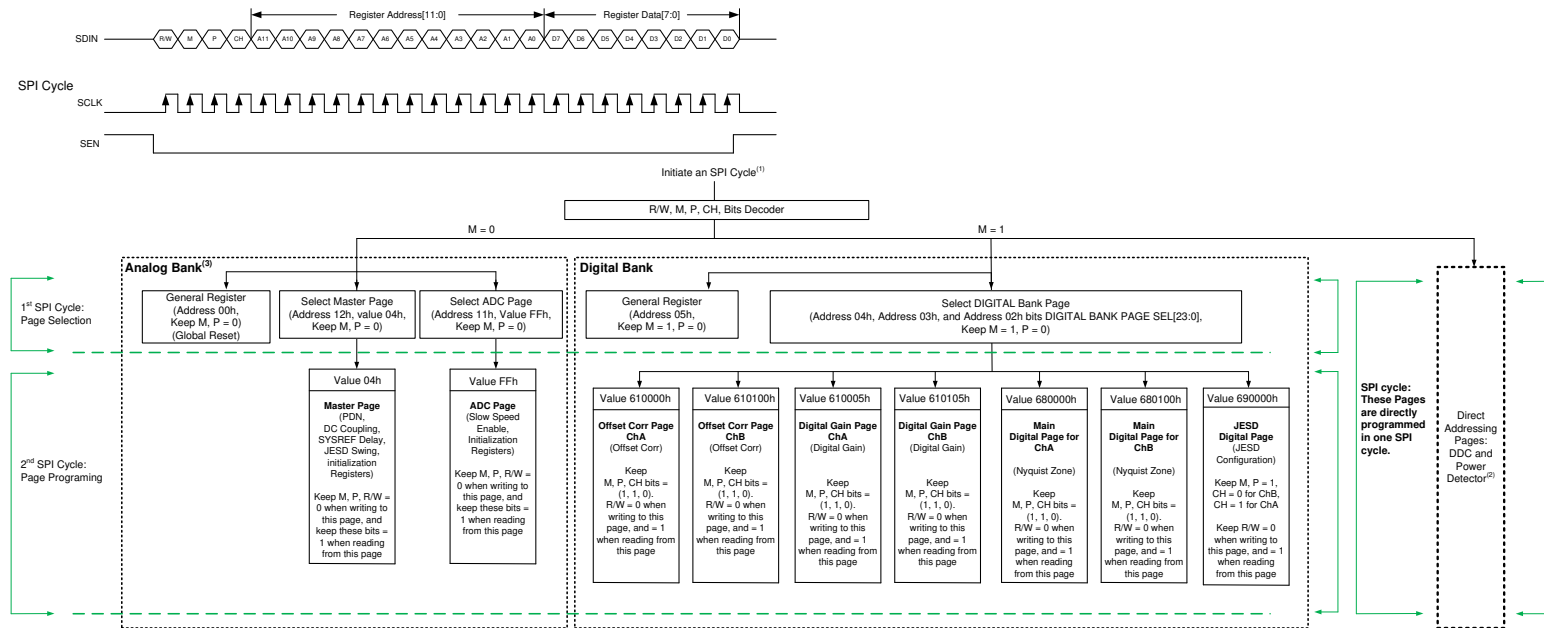 Register Address[11:0]
Register Data[7:0]
SDIN
R/W M P CH A11 A10 A9 A8 A7 A6 A5 A4 A3 A2 A1 A0 D7 D6 D5 D4 D3 D2 D1 D0
SPI Cycle
SCLK
SEN
Initiate an SPI Cycle(1)
R/W, M, P, CH, Bits Decoder
M = 0
M = 1
Analog Bank(3)
Digital Bank
1st SPI Cycle:
Page Selection
General Register
(Address 00h,
Keep M, P = 0)
(Global Reset)
Select Master Page
(Address 12h, value 04h,
Keep M, P = 0)
Select ADC Page
(Address 11h, Value FFh,
Keep M, P = 0)
General Register
(Address 05h,
Keep M = 1, P = 0)
Select DIGITAL Bank Page
(Address 04h, Address 03h, and Address 02h bits DIGITAL BANK PAGE SEL[23:0],
Keep M = 1, P = 0)
2nd SPI Cycle:
Page Programing
Value 04h
Master Page
(PDN,
DC Coupling,
SYSREF Delay,
JESD Swing,
initialization
Registers)
Keep M, P, R/W =
0 when writing to
this page, and
keep these bits =
1 when reading
from this page
Value FFh
ADC Page
(Slow Speed
Enable,
Initialization
Registers)
Keep M, P, R/W =
0 when writing to
this page, and
keep these bits =
1 when reading
from this page
Value 610000h
Offset Corr Page
ChA
(Offset Corr)
Keep
M, P, CH bits =
(1, 1, 0).
R/W = 0 when
writing to this
page, and = 1
when reading from
this page
Value 610100h
Offset Corr Page
ChB
(Offset Corr)
Keep
M, P, CH bits =
(1, 1, 0).
R/W = 0 when
writing to this
page, and = 1
when reading from
this page
Value 610005h
Digital Gain Page
ChA
(Digital Gain)
Keep
M, P, CH bits =
(1, 1, 0).
R/W = 0 when
writing to this
page, and = 1
when reading from
this page
Value 610105h
Digital Gain Page
ChB
(Digital Gain)
Keep
M, P, CH bits =
(1, 1, 0).
R/W = 0 when
writing to this
page, and = 1
when reading from
this page
Value 680000h
Main
Digital Page for
ChA
(Nyquist Zone)
Keep
M, P, CH bits =
(1, 1, 0).
R/W = 0 when
writing to this
page, and = 1
when reading
from this page
Value 680100h
Main
Digital Page for
ChB
(Nyquist Zone)
Keep
M, P, CH bits =
(1, 1, 0).
R/W = 0 when
writing to this
page, and = 1
when reading
from this page
Value 690000h
JESD
Digital Page
(JESD
Configuration)
Keep M, P = 1,
CH = 0 for ChB,
CH = 1 for ChA
Keep R/W = 0
when writing to
this page, and = 1
when reading
from this page
SPI cycle:
These Pages
are directly
programmed
in one SPI
cycle.
Direct
Addressing
Pages:
DDC and
Power
Detector(2)